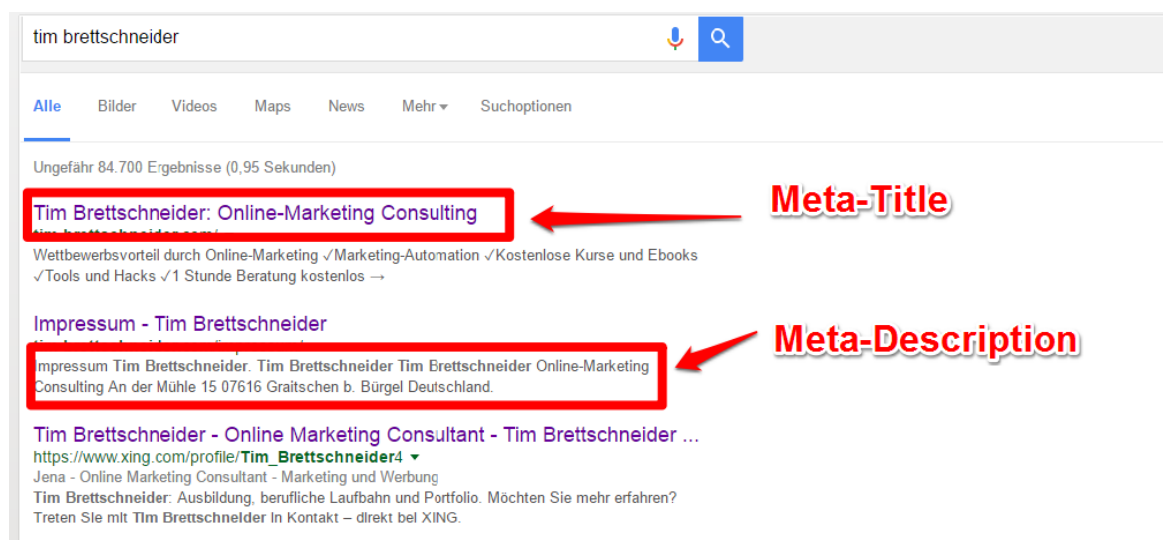 tim brettschneider
Alle Bilder Videos Maps News Mehr Suchoptionen
Ungefähr 84.700 Ergebnisse (0,95 Sekunden)
Tim Brettschneider: Online-Marketing Consulting
Meta-Title
Wettbewerbsvorteil durch Online-Marketing ✓Marketing-Automation ✓Kostenlose Kurse und Ebooks
✓Tools und Hacks ✓1 Stunde Beratung kostenlos →
Impressum - Tim Brettschneider
Meta-Description
Impressum Tim Brettschneider. Tim Brettschneider Tim Brettschneider Online-Marketing
Consulting An der Mühle 15 07616 Graitschen b. Bürgel Deutschland.
Tim Brettschneider - Online Marketing Consultant - Tim Brettschneider ...
https://www.xing.com/profile/Tim_Brettschneider4
Jena - Online Marketing Consultant - Marketing und Werbung
Tim Brettschneider: Ausbildung, berufliche Laufbahn und Portfolio. Möchten Sie mehr erfahren?
Treten Sie mit Tim Brettschneider in Kontakt – direkt bei XING.